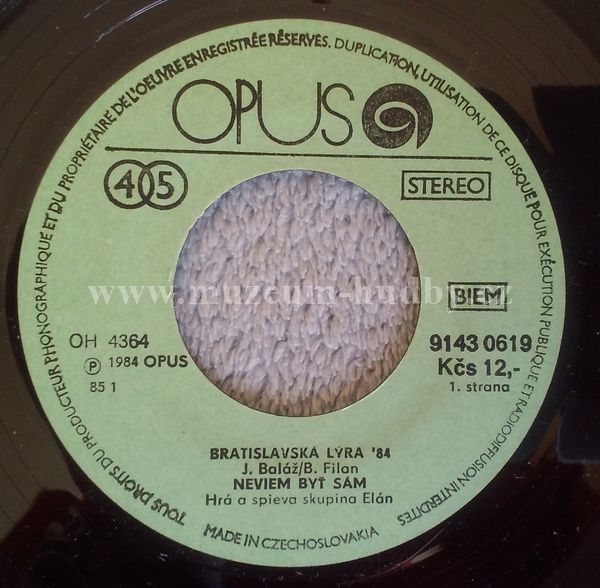 TOUS DROITS DU PRODUCTEUR PHONOGRAPHIQUE ET DU PROPRIÉTAIRE DE L'OEUVRE ENREGISTRÉE RÉSERVES. DUPLICATION, UTILISATION DE CE DISQUE POUR EXÉCUTION PUBLIQUE ET RADIODIFFUSION INTERDITES
OPUS
45
STEREO
www.muzeum-hudby.cz
BIEM
OH 4364
9143 0619
℗ 1984 OPUS
Kčs 12,-
85 1
1. strana
BRATISLAVSKÁ LÝRA '84
J. Baláž/B. Filan
NEVIEM BYŤ SÁM
Hrá a spieva skupina Elán
MADE IN CZECHOSLOVAKIA